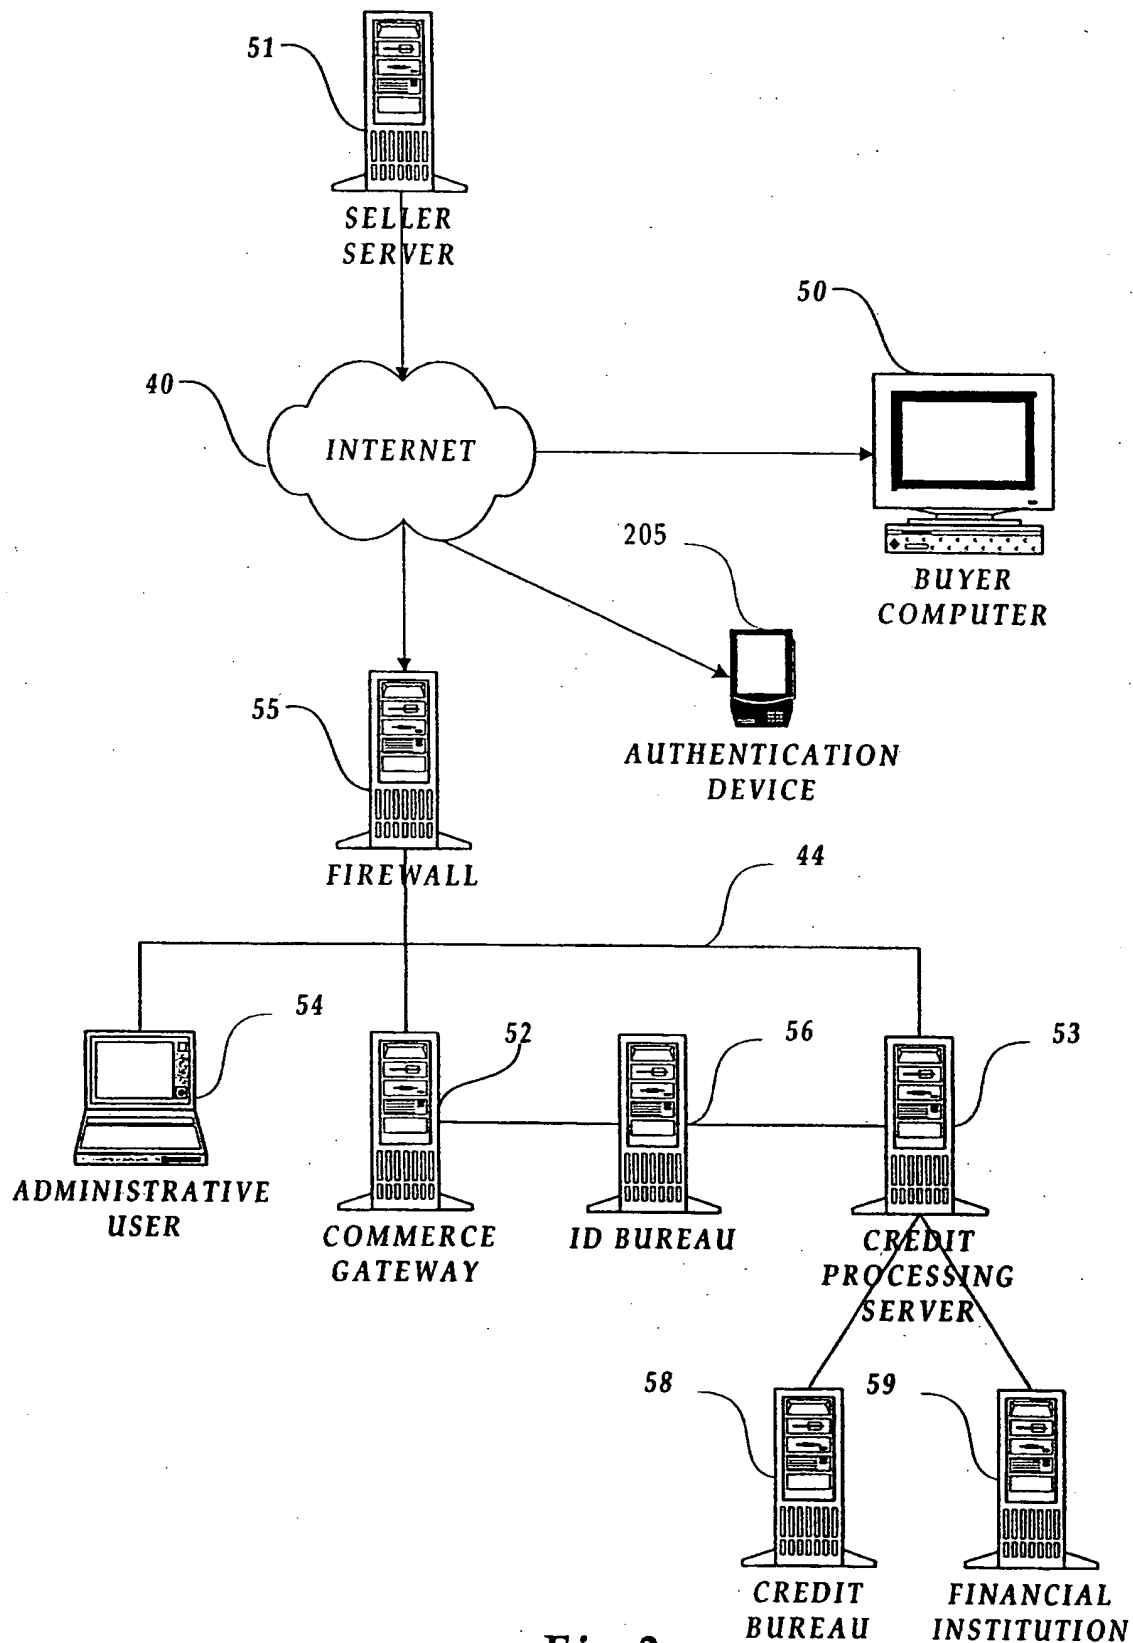 51
SELLER
SERVER
50
40
INTERNET
205
BUYER
COMPUTER
55
AUTHENTICATION
DEVICE
FIREWALL
44
54
52
56
53
ADMINISTRATIVE
USER
COMMERCE
GATEWAY
ID BUREAU
CREDIT
PROCESSING
SERVER
58
59
CREDIT
BUREAU
FINANCIAL
INSTITUTION